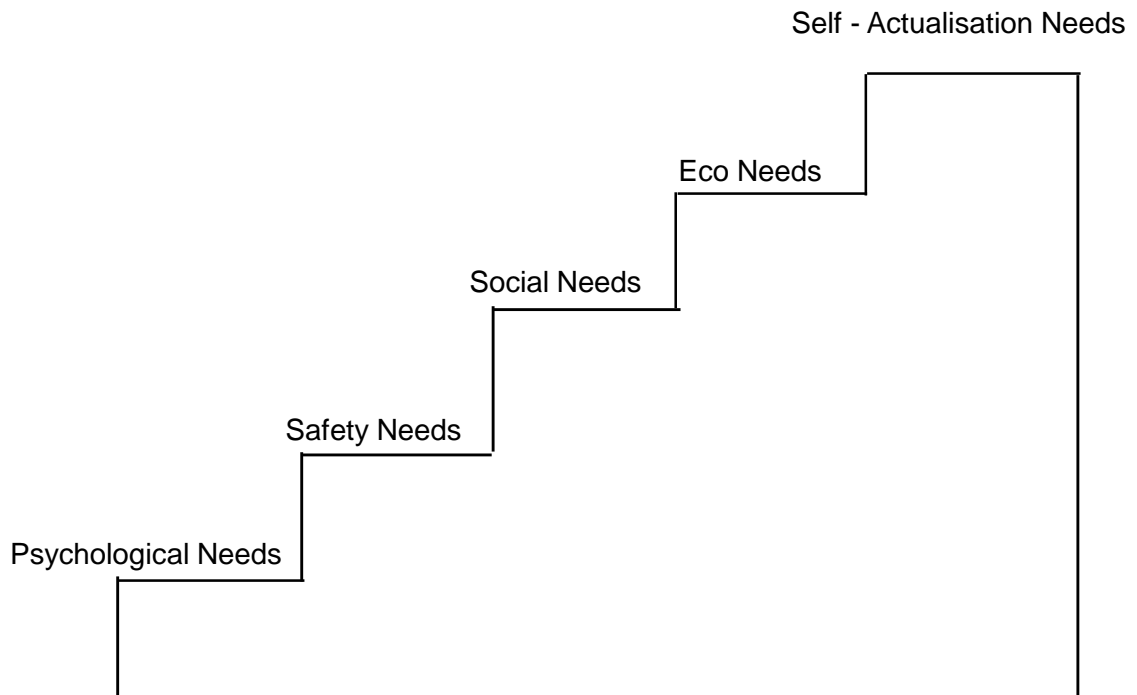 Self - Actualisation Needs
Eco Needs
Social Needs
Safety Needs
Psychological Needs